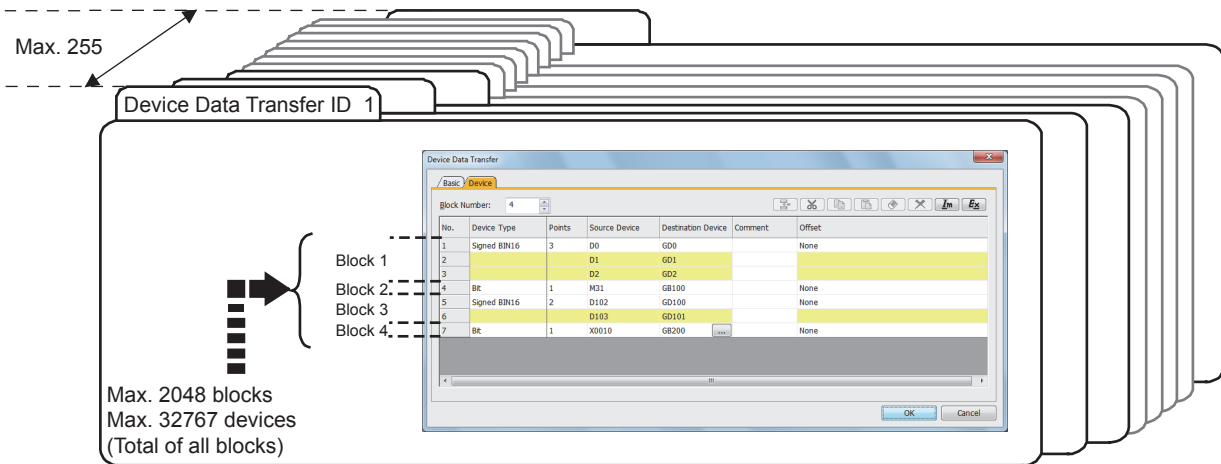 Max. 255
Device Data Transfer ID 1
Device Data Transfer
Basic Device
Block Number: 4 Im Ex
No. Device Type Points Source Device Destination Device Comment Offset
1 Signed BIN16 3 D0 GD0 None
2 D1 GD1
3 D2 GD2
4 Bit 1 M31 GB100 None
5 Signed BIN16 2 D102 GD100 None
6 D103 GD101
7 Bit 1 X0010 GB200 ... None
Block 1
Block 2
Block 3
Block 4
OK Cancel
Max. 2048 blocks
Max. 32767 devices
(Total of all blocks)